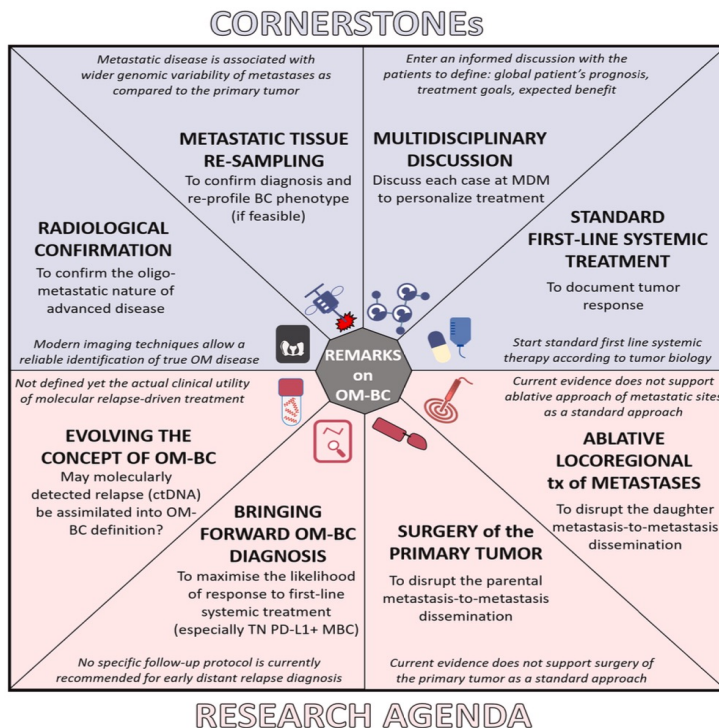 CORNERSTONEs
Metastatic disease is associated with
wider genomic variability of metastases as
compared to the primary tumor
METASTATIC TISSUE
RE-SAMPLING
To confirm diagnosis and
re-profile BC phenotype
(if feasible)
Enter an informed discussion with the
patients to define: global patient's prognosis,
treatment goals, expected benefit
MULTIDISCIPLINARY
DISCUSSION
Discuss each case at MDM
to personalize treatment
RADIOLOGICAL
CONFIRMATION
To confirm the oligo-
metastatic nature of
advanced disease
Modern imaging techniques allow a
reliable identification of true OM disease
STANDARD
FIRST-LINE SYSTEMIC
TREATMENT
To document tumor
response
Start standard first line systemic
therapy according to tumor biology
REMARKS
on
OM-BC
Not defined yet the actual clinical utility
of molecular relapse-driven treatment
EVOLVING THE
CONCEPT OF OM-BC
May molecularly
detected relapse (ctDNA)
be assimilated into OM-
BC definition?
Current evidence does not support
ablative approach of metastatic sites
as a standard approach
ABLATIVE
LOCOREGIONAL
tx of METASTASES
To disrupt the daughter
metastasis-to-metastasis
dissemination
BRINGING
FORWARD OM-BC
DIAGNOSIS
To maximise the likelihood
of response to first-line
systemic treatment
(especially TN PD-L1+ MBC)
No specific follow-up protocol is currently
recommended for early distant relapse diagnosis
SURGERY of the
PRIMARY TUMOR
To disrupt the parental
metastasis-to-metastasis
dissemination
Current evidence does not support surgery of
the primary tumor as a standard approach
RESEARCH AGENDA